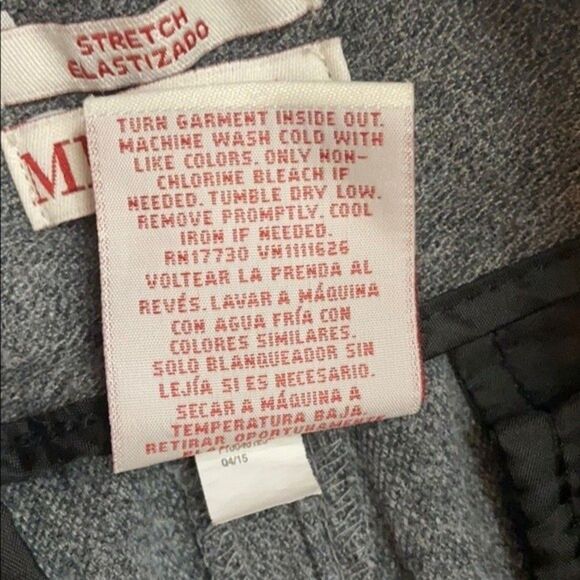 STRETCH
ELASTIZADO
TURN GARMENT INSIDE OUT.
MACHINE WASH COLD WITH
LIKE COLORS. ONLY NON-
CHLORINE BLEACH IF
NEEDED. TUMBLE DRY LOW.
REMOVE PROMPTLY. COOL
IRON IF NEEDED.
RN17730 VN1111626
VOLTEAR LA PRENDA AL
REVÉS. LAVAR A MÁQUINA
CON AGUA FRÍA CON
COLORES SIMILARES.
SOLO BLANQUEADOR SIN
LEJÍA SI ES NECESARIO.
SECAR A MÁQUINA A
TEMPERATURA BAJA.
RETIRAR OPORTUNAMENTE
04/15